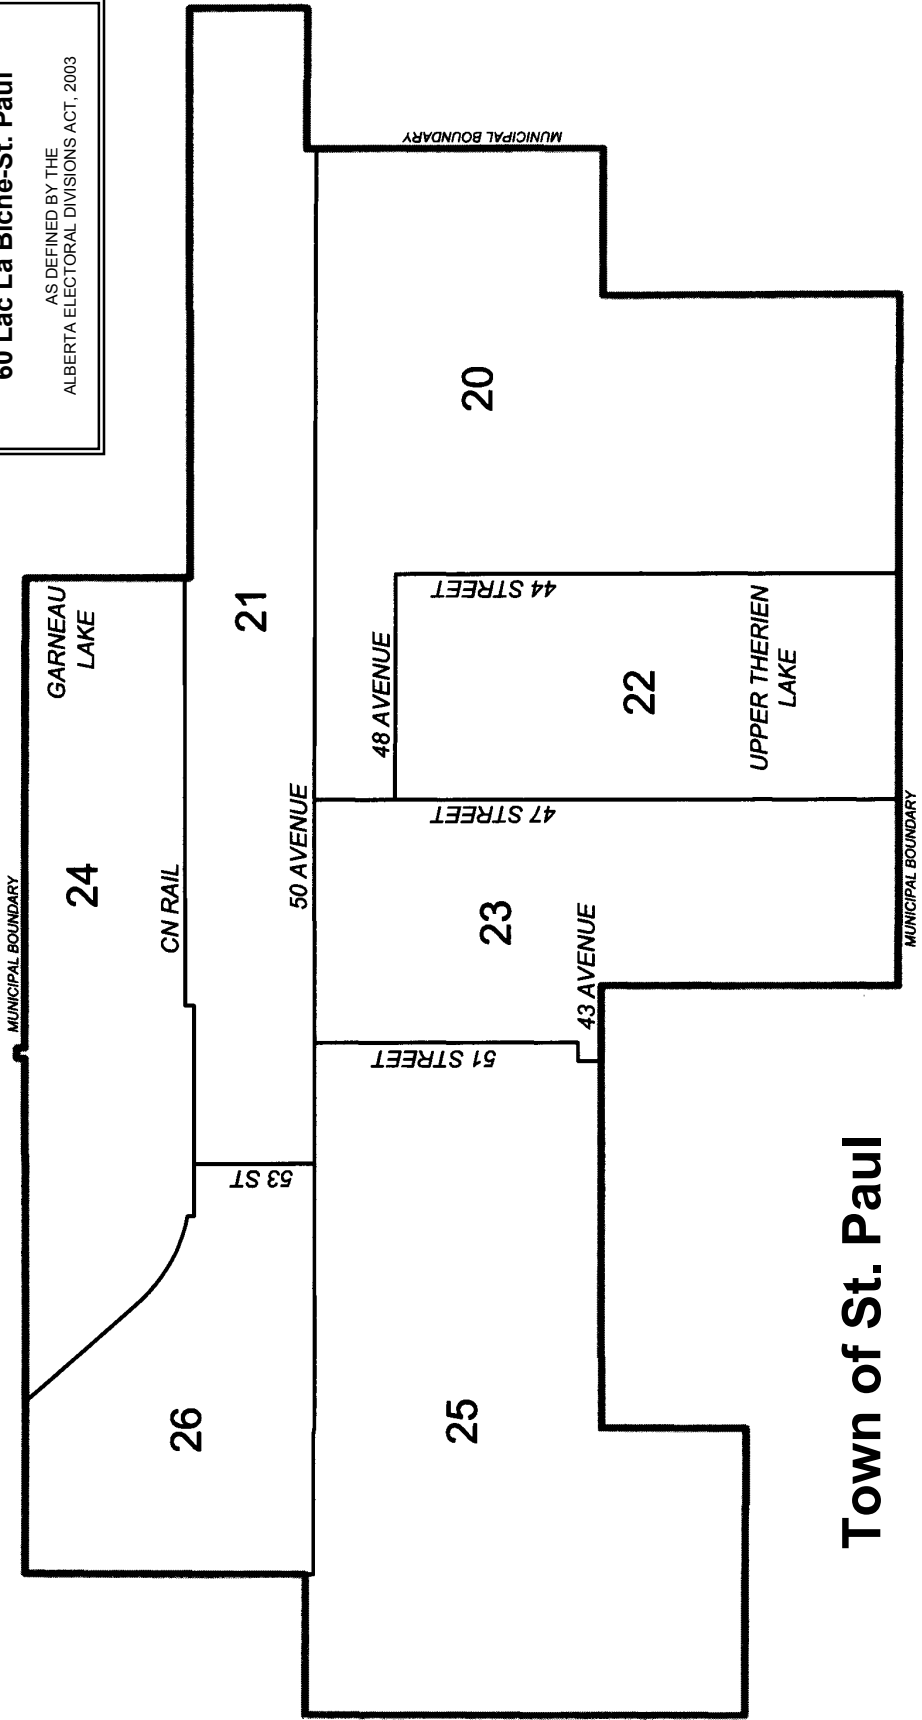 60 Lac La Biche-St. Paul
AS DEFINED BY THE
ALBERTA ELECTORAL DIVISIONS ACT, 2003
MUNICIPAL BOUNDARY
GARNEAU
LAKE
24
CN RAIL
26
21
53 ST
50 AVENUE
48 AVENUE
MUNICIPAL BOUNDARY
51 STREET
25
20
47 STREET
44 STREET
23
43 AVENUE
22
UPPER THERIEN
LAKE
Town of St. Paul
MUNICIPAL BOUNDARY